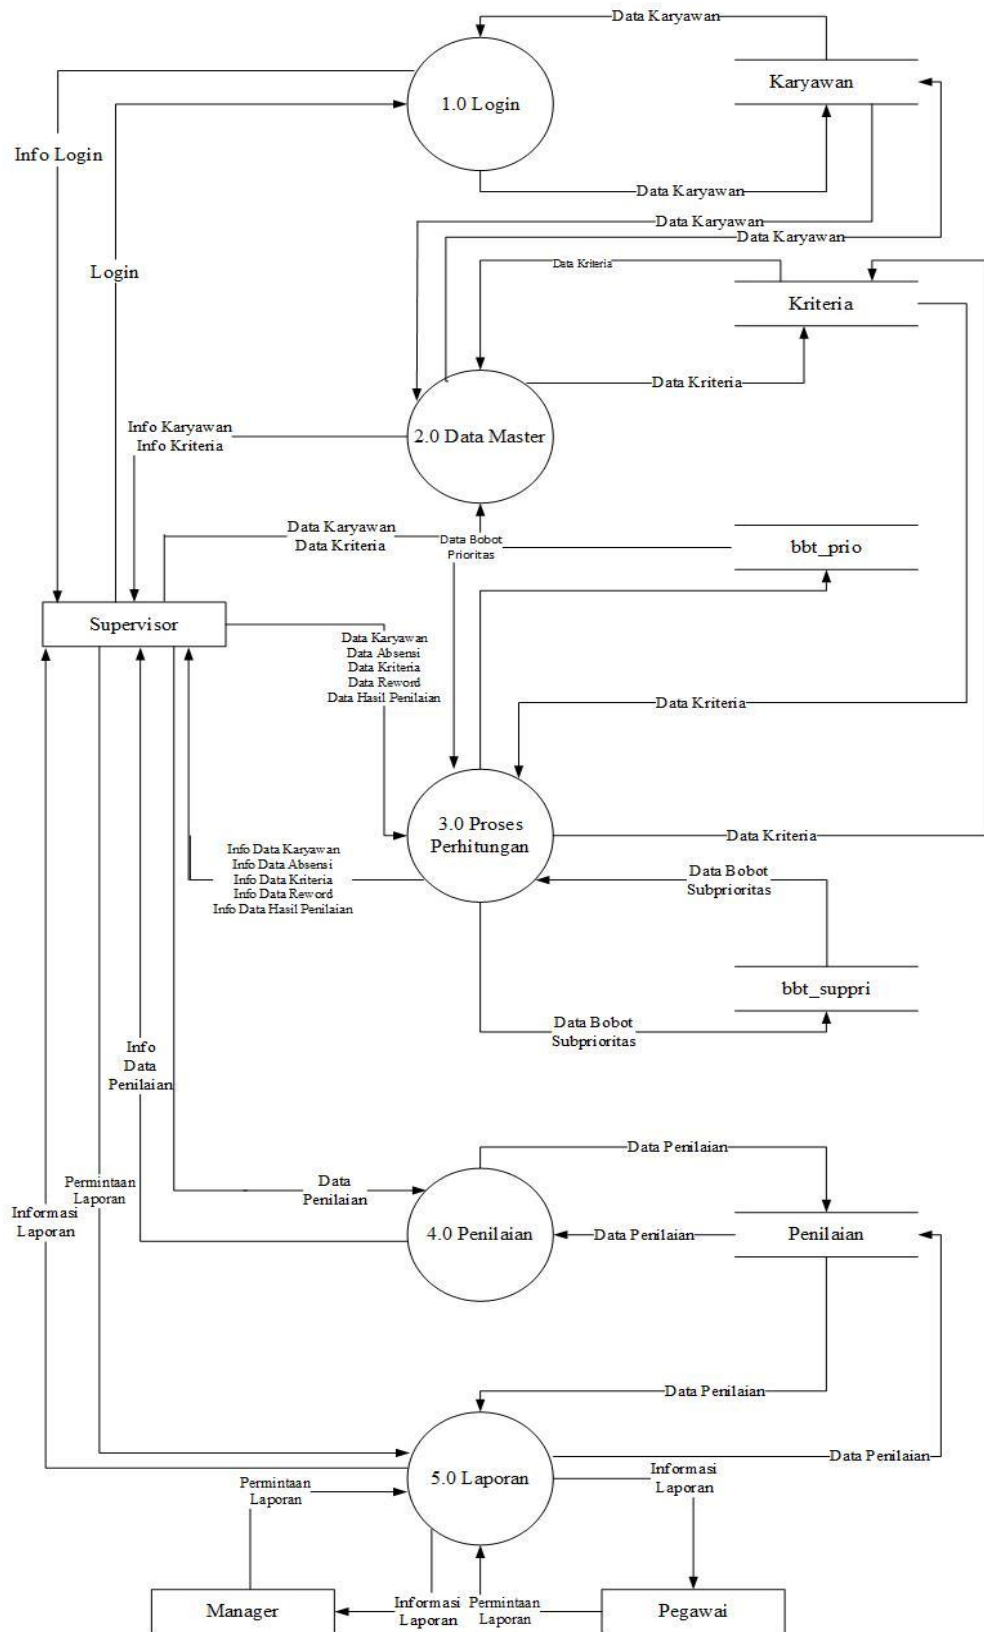 Data Karyawan
Karyawan
1.0 Login
Info Login
Data Karyawan
Data Karyawan
Data Karyawan
Login
Data Kriteria
Kriteria
Data Kriteria
Info Karyawan
Info Kriteria
2.0 Data Master
Data Karyawan
Data Kriteria
Data Bobot
Prioritas
bbt_prio
Supervisor
Data Karyawan
Data Absensi
Data Kriteria
Data Reword
Data Hasil Penilaian
Data Kriteria
3.0 Proses
Perhitungan
Data Kriteria
Info Data Karyawan
Info Data Absensi
Info Data Kriteria
Info Data Reword
Info Data Hasil Penilaian
Data Bobot
Subprioritas
bbt_suppri
Data Bobot
Subprioritas
Info
Data
Penilaian
Data Penilaian
Permintaan
Laporan
Data
Penilaian
Informasi
Laporan
4.0 Penilaian
Data Penilaian
Penilaian
Data Penilaian
Data Penilaian
5.0 Laporan
Informasi
Laporan
Permintaan
Laporan
Manager
Informasi
Laporan
Permintaan
Laporan
Pegawai